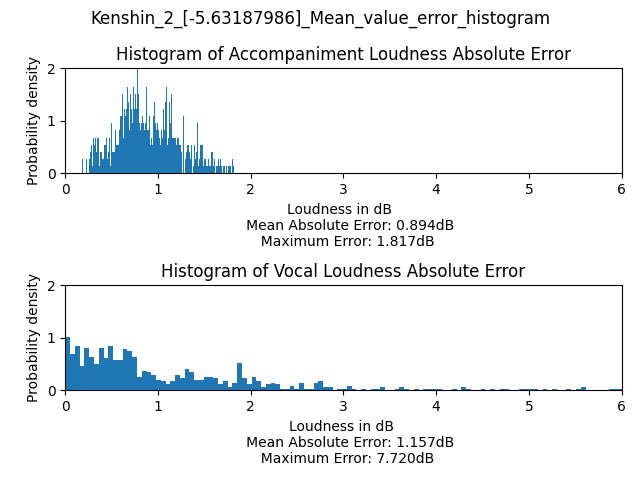 Kenshin_2_[-5.63187986]_Mean_value_error_histogram
Histogram of Accompaniment Loudness Absolute Error
Probability density
2
1
0
0 1 2 3 4 5 6
Loudness in dB
Mean Absolute Error: 0.894dB
Maximum Error: 1.817dB
Histogram of Vocal Loudness Absolute Error
Probability density
2
1
0
0 1 2 3 4 5 6
Loudness in dB
Mean Absolute Error: 1.157dB
Maximum Error: 7.720dB